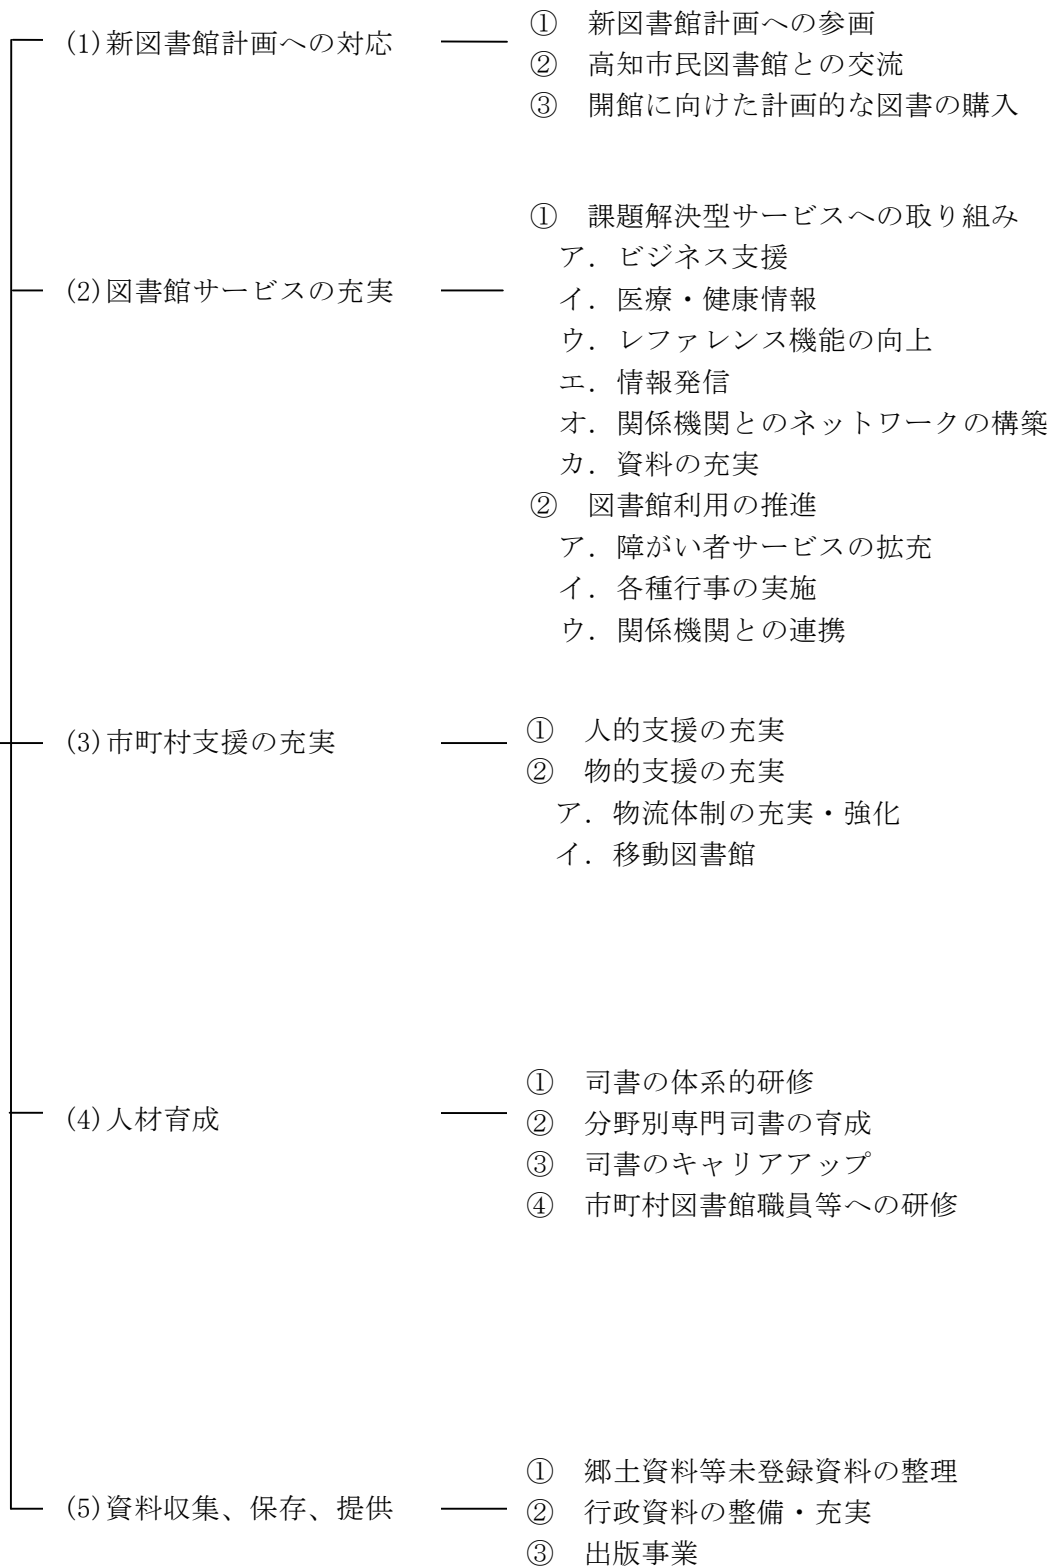 (1)新図書館計画への対応
① 新図書館計画への参画
② 高知市民図書館との交流
③ 開館に向けた計画的な図書の購入
(2)図書館サービスの充実
① 課題解決型サービスへの取り組み
ア．ビジネス支援
イ．医療・健康情報
ウ．レファレンス機能の向上
エ．情報発信
オ．関係機関とのネットワークの構築
カ．資料の充実
② 図書館利用の推進
ア．障がい者サービスの拡充
イ．各種行事の実施
ウ．関係機関との連携
(3)市町村支援の充実
① 人的支援の充実
② 物的支援の充実
ア．物流体制の充実・強化
イ．移動図書館
(4)人材育成
① 司書の体系的研修
② 分野別専門司書の育成
③ 司書のキャリアアップ
④ 市町村図書館職員等への研修
(5)資料収集、保存、提供
① 郷土資料等未登録資料の整理
② 行政資料の整備・充実
③ 出版事業